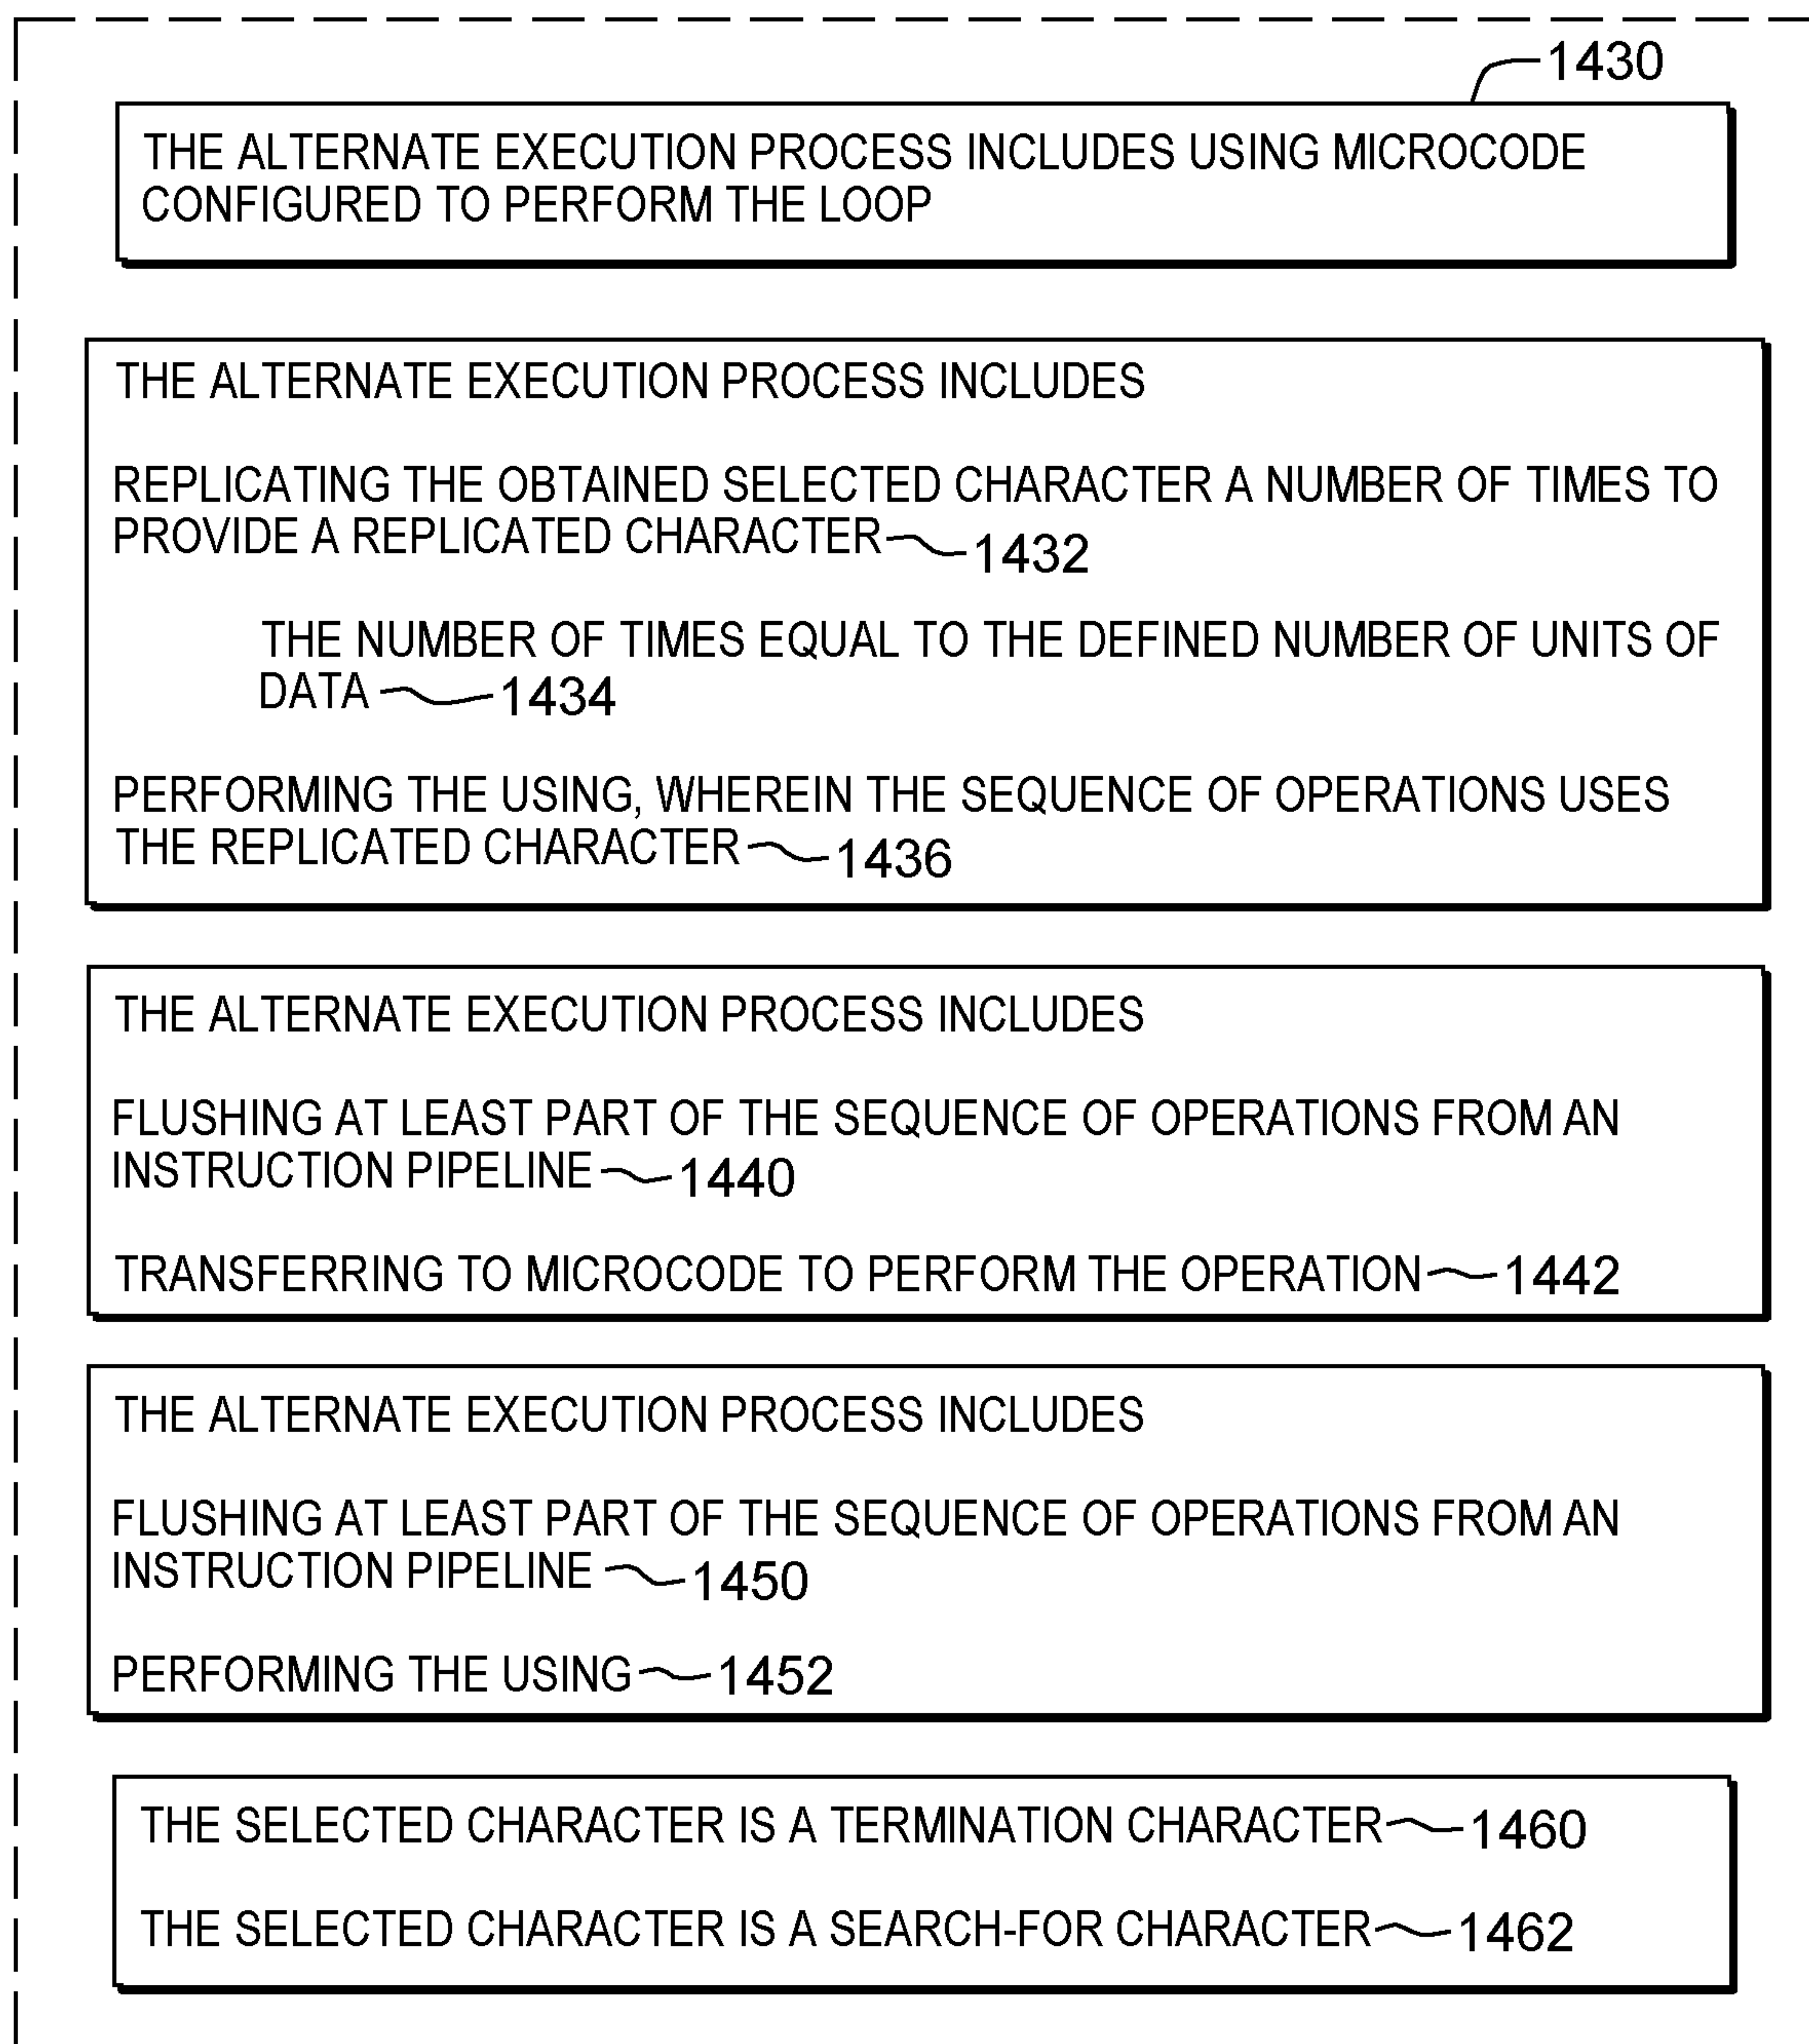 1430
THE ALTERNATE EXECUTION PROCESS INCLUDES USING MICROCODE
CONFIGURED TO PERFORM THE LOOP
THE ALTERNATE EXECUTION PROCESS INCLUDES
REPLICATING THE OBTAINED SELECTED CHARACTER A NUMBER OF TIMES TO
PROVIDE A REPLICATED CHARACTER 1432
THE NUMBER OF TIMES EQUAL TO THE DEFINED NUMBER OF UNITS OF
DATA 1434
PERFORMING THE USING, WHEREIN THE SEQUENCE OF OPERATIONS USES
THE REPLICATED CHARACTER 1436
THE ALTERNATE EXECUTION PROCESS INCLUDES
FLUSHING AT LEAST PART OF THE SEQUENCE OF OPERATIONS FROM AN
INSTRUCTION PIPELINE 1440
TRANSFERRING TO MICROCODE TO PERFORM THE OPERATION 1442
THE ALTERNATE EXECUTION PROCESS INCLUDES
FLUSHING AT LEAST PART OF THE SEQUENCE OF OPERATIONS FROM AN
INSTRUCTION PIPELINE 1450
PERFORMING THE USING 1452
THE SELECTED CHARACTER IS A TERMINATION CHARACTER 1460
THE SELECTED CHARACTER IS A SEARCH-FOR CHARACTER 1462